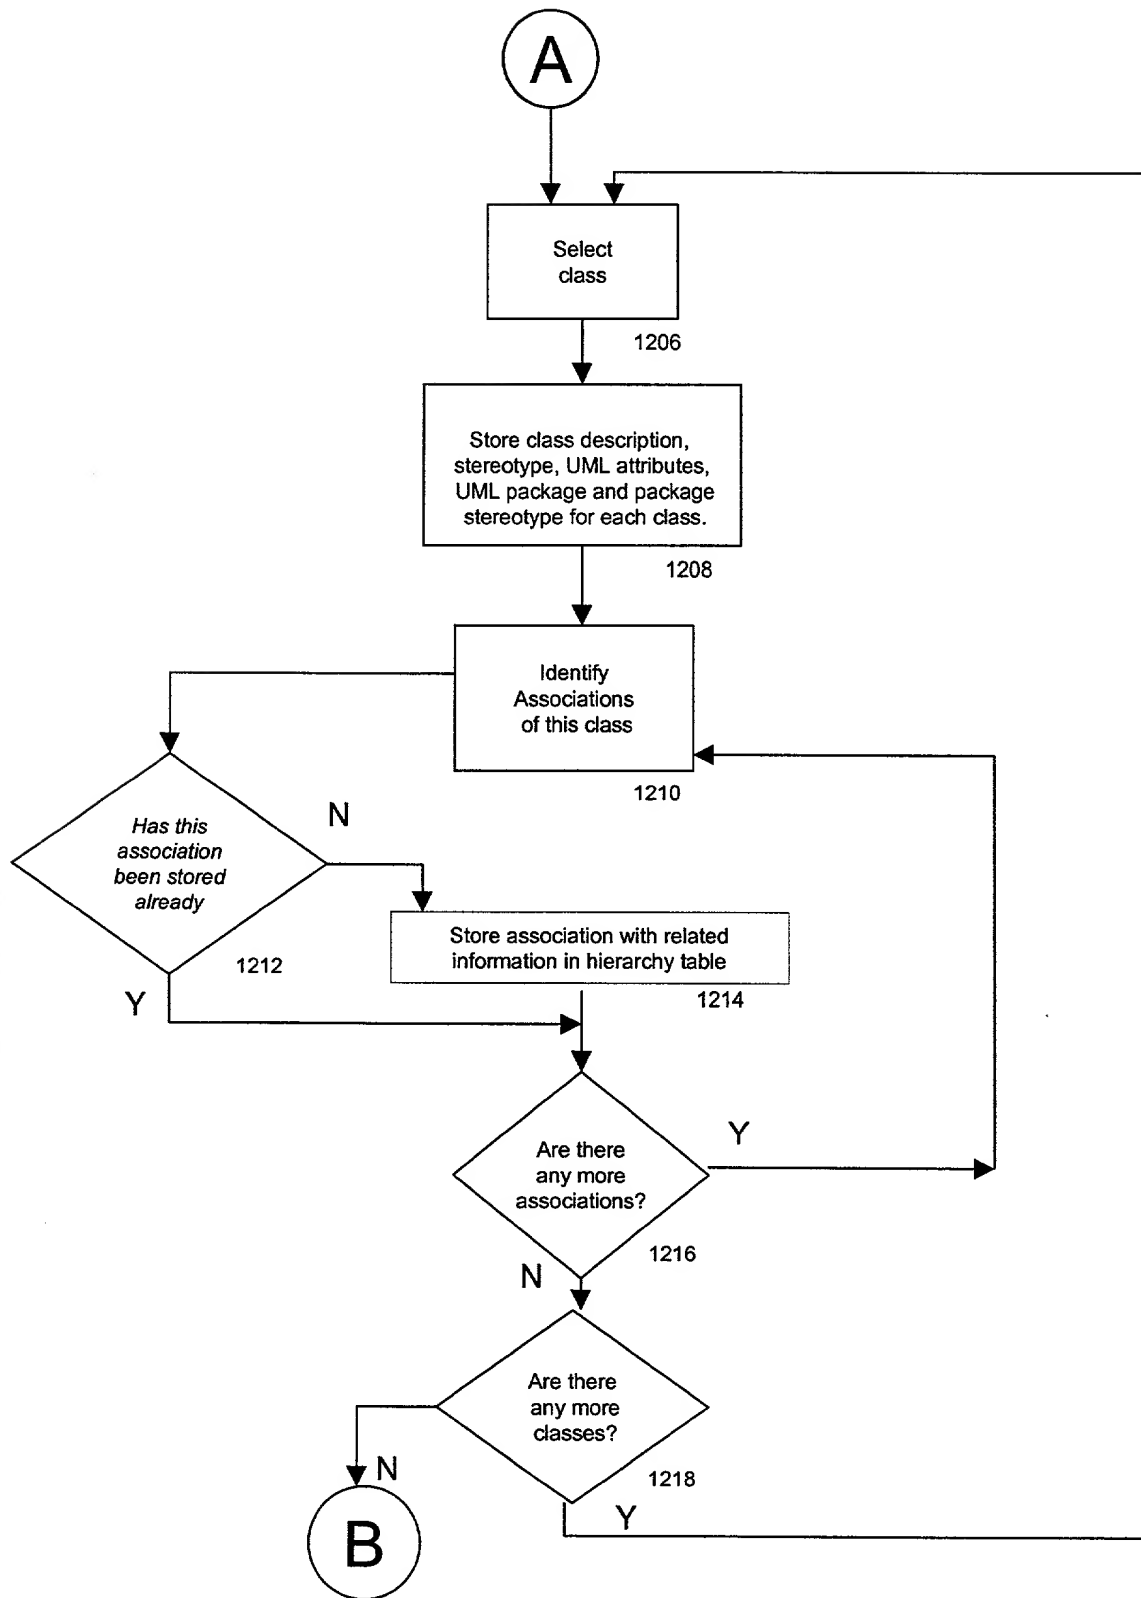 A
Select
class
1206
Store class description,
stereotype, UML attributes,
UML package and package
stereotype for each class.
1208
Identify
Associations
of this class
1210
N
Has this
association
been stored
already
1212
Y
Store association with related
information in hierarchy table
1214
Are there
any more
associations?
Y
1216
N
Are there
any more
classes?
1218
N
Y
B